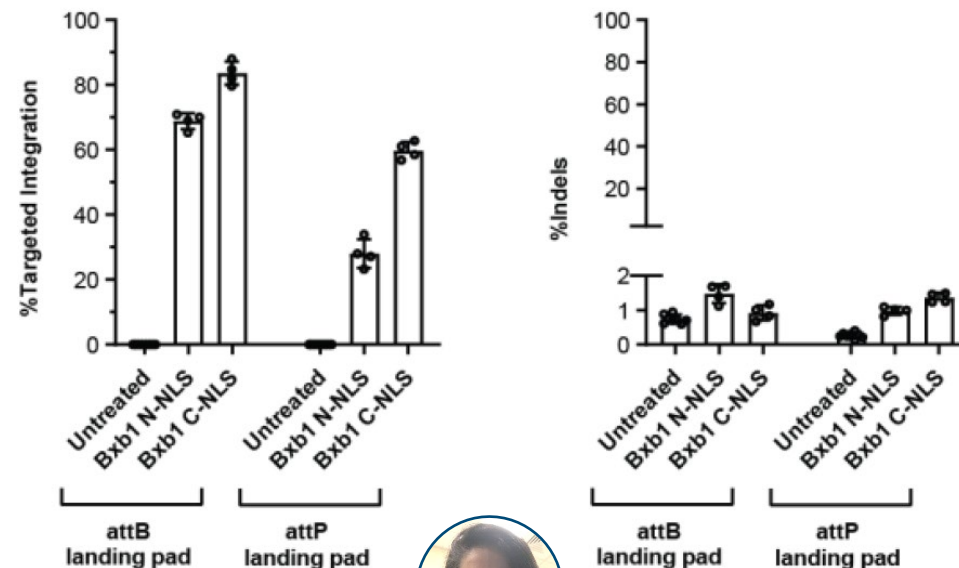 %Targeted Integration
100
80
60
40
20
0
Untreated
Bxb1 N-NLS
Bxb1 C-NLS
Untreated
Bxb1 N-NLS
Bxb1 C-NLS
attB
landing pad
attP
landing pad
%Indels
100
80
60
40
20
2
1
0
Untreated
Bxb1 N-NLS
Bxb1 C-NLS
Untreated
Bxb1 N-NLS
Bxb1 C-NLS
attB
landing pad
attP
landing pad